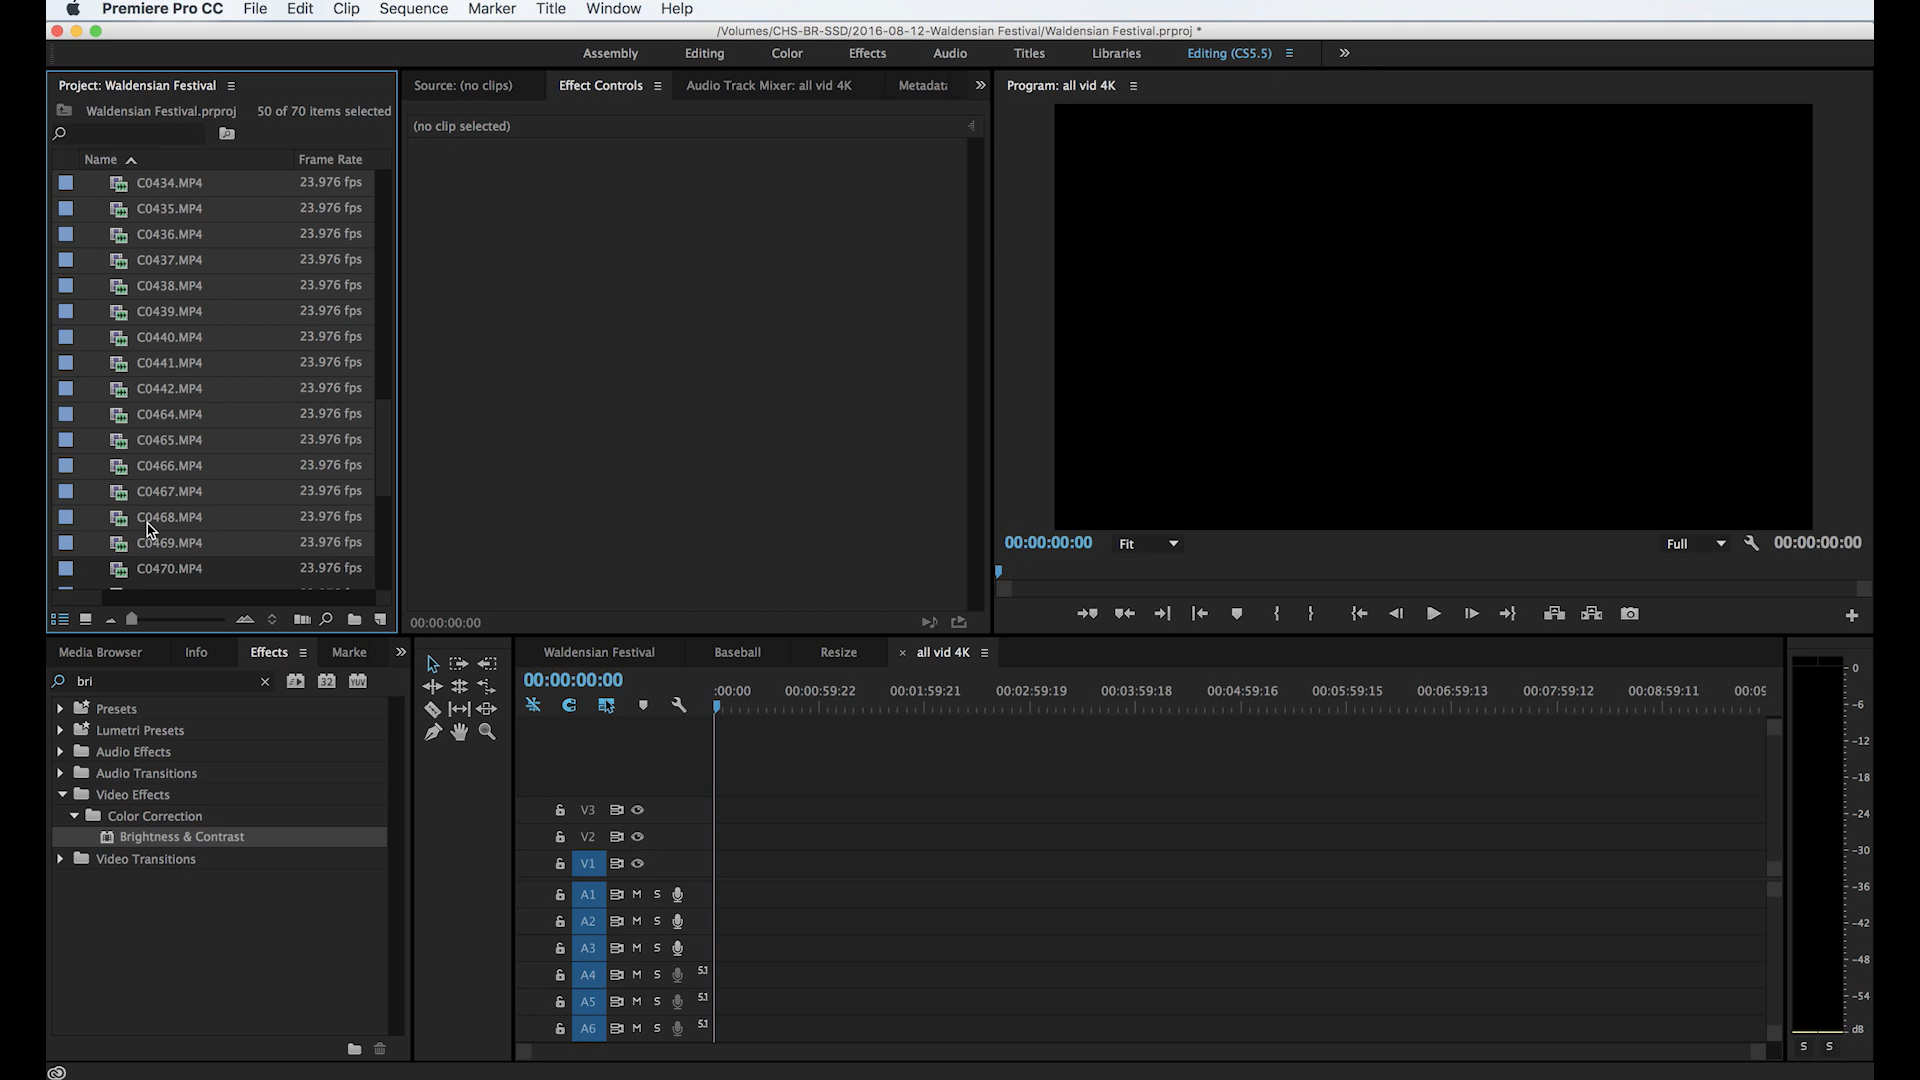 Premiere Pro CC File Edit Clip Sequence Marker Title Window Help
/Volumes/CHS-BR-SSD/2016-08-12-Waldensian Festival/Waldensian Festival.prproj *
Assembly Editing Color Effects Audio Titles Libraries Editing (CS5.5)
Project: Waldensian Festival
Waldensian Festival.prproj 50 of 70 items selected
Name Frame Rate
C0434.MP4 23.976 fps
C0435.MP4 23.976 fps
C0436.MP4 23.976 fps
C0437.MP4 23.976 fps
C0438.MP4 23.976 fps
C0439.MP4 23.976 fps
C0440.MP4 23.976 fps
C0441.MP4 23.976 fps
C0442.MP4 23.976 fps
C0464.MP4 23.976 fps
C0465.MP4 23.976 fps
C0466.MP4 23.976 fps
C0467.MP4 23.976 fps
C0468.MP4 23.976 fps
C0469.MP4 23.976 fps
C0470.MP4 23.976 fps
Source: (no clips) Effect Controls Audio Track Mixer: all vid 4K Metadat
(no clip selected)
00:00:00:00
Program: all vid 4K
00:00:00:00 Fit Full 00:00:00:00
Media Browser Info Effects Marke
bri 32 YUV
Presets
Lumetri Presets
Audio Effects
Audio Transitions
Video Effects
Color Correction
Brightness & Contrast
Video Transitions
Waldensian Festival Baseball Resize × all vid 4K
00:00:00:00
:00:00 00:00:59:22 00:01:59:21 00:02:59:19 00:03:59:18 00:04:59:16 00:05:59:15 00:06:59:13 00:07:59:12 00:08:59:11 00:09
V3
V2
V1
A1 M S
A2 M S
A3 M S
A4 M S 5.1
A5 M S 5.1
A6 M S 5.1
0
-6
-12
-18
-24
-30
-36
-42
-48
-54
dB
S S